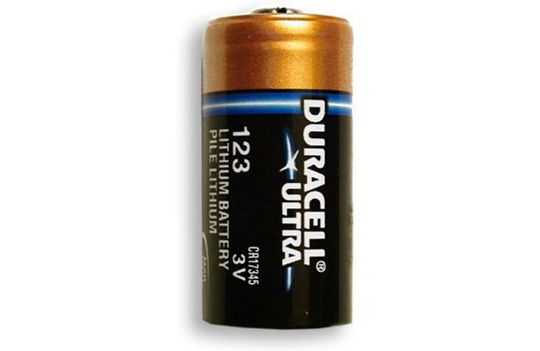 DURACELL®
ULTRA
CR17345
3V
123
LITHIUM BATTERY
PILE LITHIUM